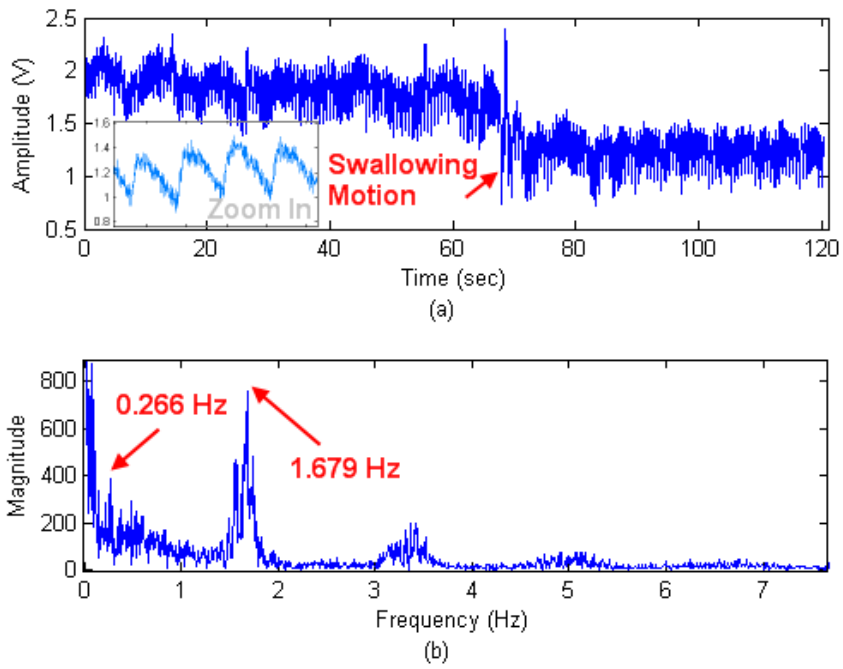 2.5
2
1.5
1
0.5
Amplitude (V)
1.6
1.4
1.2
1
0.8
Zoom In
Swallowing
Motion
0
20
40
60
80
100
120
Time (sec)
(a)
800
600
400
200
0
Magnitude
0.266 Hz
1.679 Hz
0
1
2
3
4
5
6
7
Frequency (Hz)
(b)